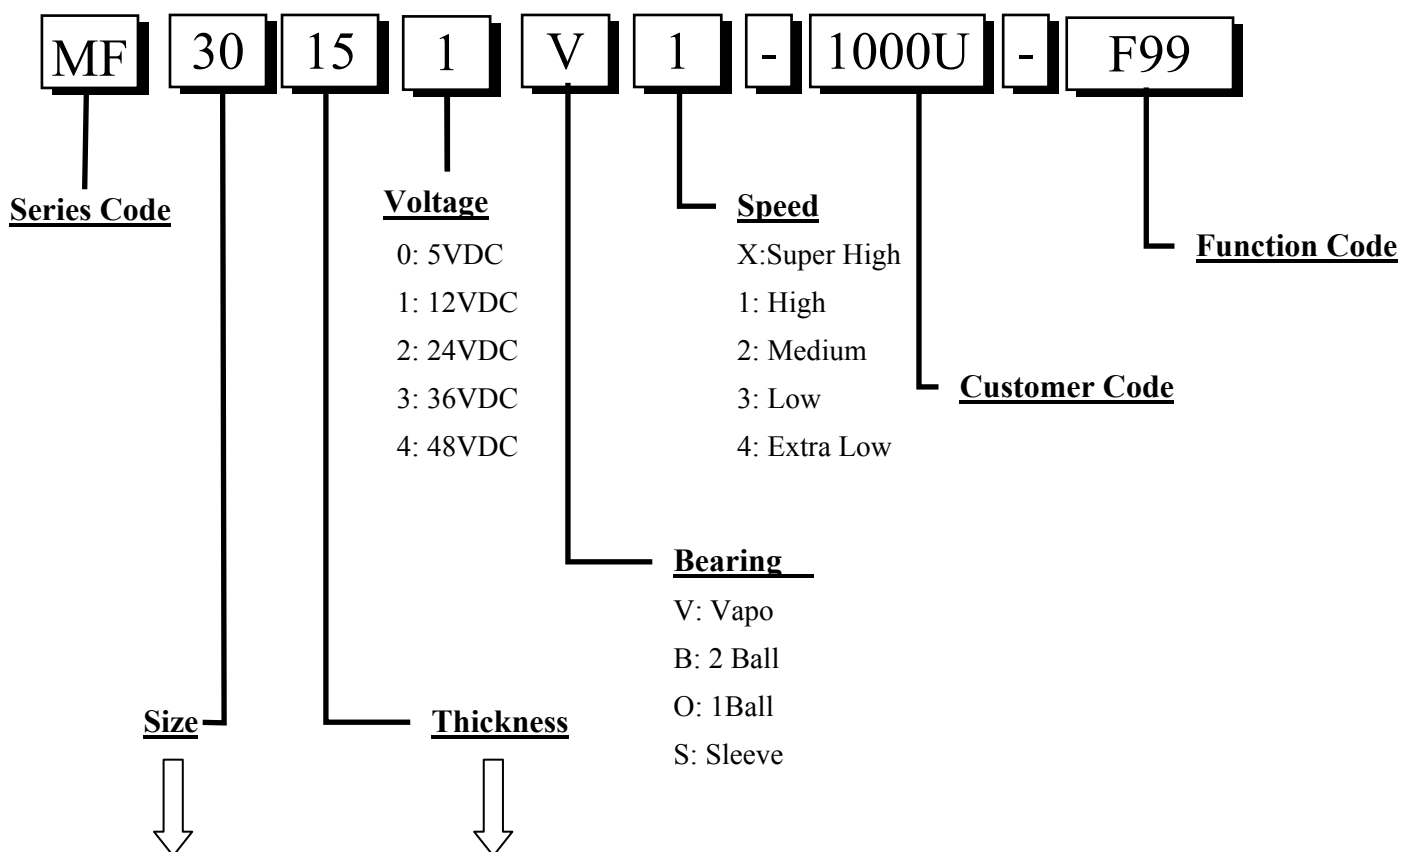 MF 30 15 1 V 1 - 1000U - F99
Series Code
Voltage
0: 5VDC
1: 12VDC
2: 24VDC
3: 36VDC
4: 48VDC
Speed
X:Super High
1: High
2: Medium
3: Low
4: Extra Low
Function Code
Customer Code
Bearing
V: Vapo
B: 2 Ball
O: 1Ball
S: Sleeve
Size
Thickness